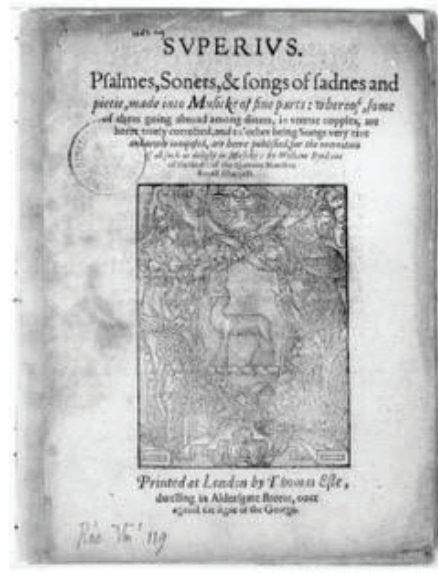 SVPERIVS.
Psalmes, Sonets, & songs of sadnes and
pietie, made into Musicke of fiue parts: whereof, some
of them going abroad among diuers, in vntrue coppies, are
heere truely corrected, and th'other being Songs very rare
and newly composed, are heere published, for the recreation
of all such as delight in Musicke: By William Byrd one
of the Gent. of the Queenes Maiesties
Royall Chappell.
Printed at London by Thomas Este,
dwelling in Aldersgate streete, ouer
against the signe of the George.
Rés. Vm¹ 119